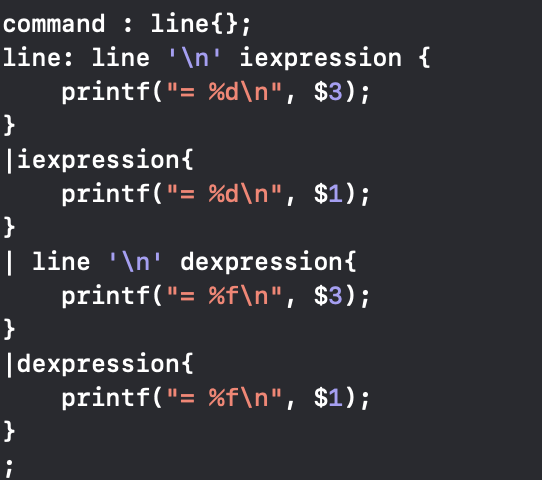 command : line{};
line: line '\n' iexpression {
    printf("= %d\n", $3);
}
|iexpression{
    printf("= %d\n", $1);
}
| line '\n' dexpression{
    printf("= %f\n", $3);
}
|dexpression{
    printf("= %f\n", $1);
}
;